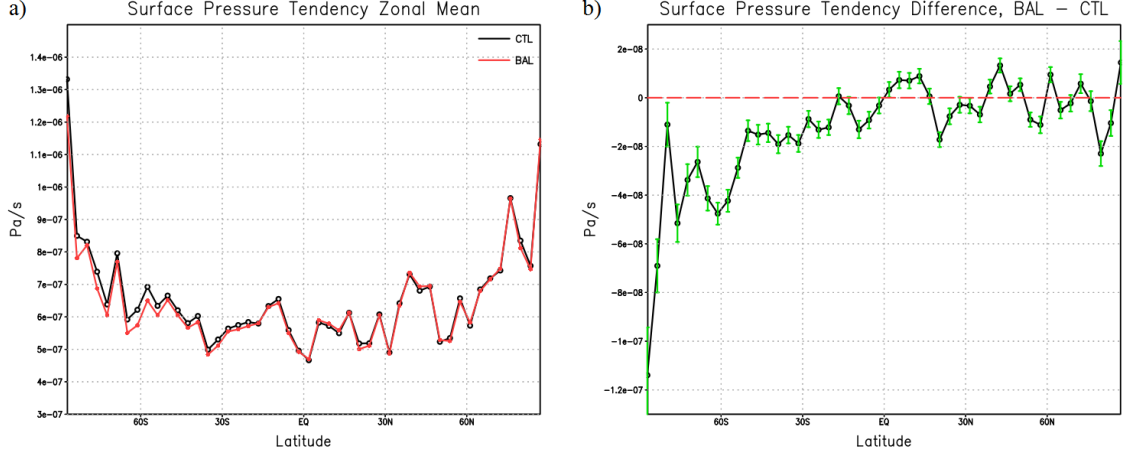 a)
Surface Pressure Tendency Zonal Mean
CTL
BAL
1.4e-06
1.3e-06
1.2e-06
1.1e-06
1e-06
9e-07
8e-07
7e-07
6e-07
5e-07
4e-07
3e-07
Pa/s
60S
30S
EQ
30N
60N
Latitude
b)
Surface Pressure Tendency Difference, BAL – CTL
2e-08
0
-2e-08
-4e-08
-6e-08
-8e-08
-1e-07
-1.2e-07
Pa/s
60S
30S
EQ
30N
60N
Latitude